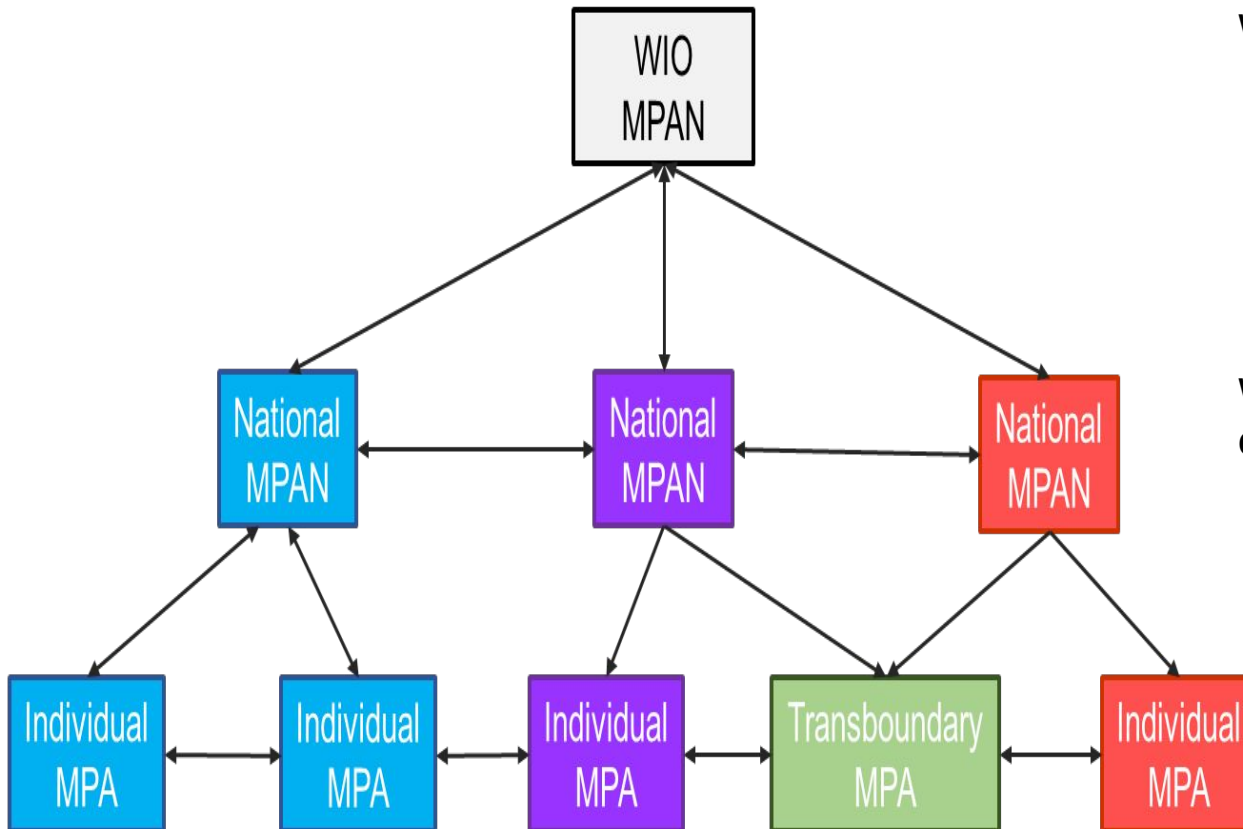 WIO
MPAN
National
MPAN
National
MPAN
National
MPAN
Individual
MPA
Individual
MPA
Individual
MPA
Transboundary
MPA
Individual
MPA